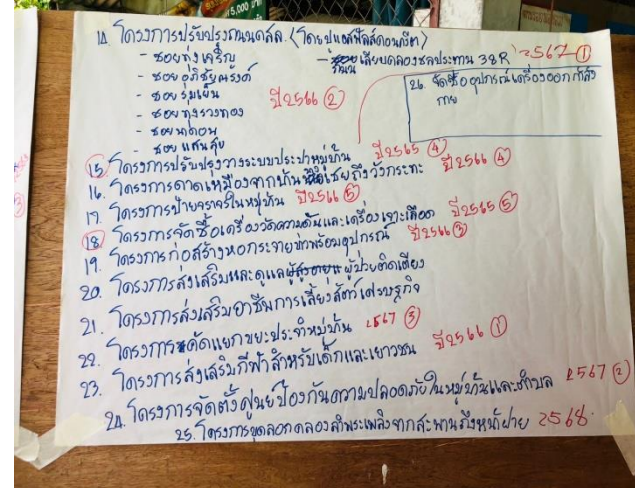 14. โครงการปรับปรุงถนนคสล. (โดยปูแอสฟัลส์คอนกรีต)
- ซอยทุ่งเจริญ
- ถนนเลียบคลองชลประทาน 38R 2567 ①
- ซอยอภิชัยณรงค์
- ซอยร่มเย็น
ปี 2566 ②
- ซอยทุ่งรวงทอง
- ซอยนาดอน
- ซอยแสนสุข
26. จัดซื้ออุปกรณ์เครื่องออกกำลังกาย
15. โครงการปรับปรุงวางระบบประปาหมู่บ้าน ปี 2565 ④
16. โครงการดาดเหมืองจากบ้าน ถึงวังกระทะ ปี 2566 ④
17. โครงการป้ายจราจรในหมู่บ้าน ปี 2566 ⑤
18. โครงการจัดซื้อเครื่องวัดความดันและเครื่องเจาะเลือด ปี 2565 ⑤
19. โครงการก่อสร้างหอกระจายข่าวพร้อมอุปกรณ์ ปี 2566 ③
20. โครงการส่งเสริมและดูแลผู้สูงอายุ ผู้ป่วยติดเตียง
21. โครงการส่งเสริมอาชีพการเลี้ยงสัตว์เศรษฐกิจ
22. โครงการคัดแยกขยะประจำหมู่บ้าน 2567 ③
23. โครงการส่งเสริมกีฬาสำหรับเด็กและเยาวชน ปี 2566 ①
24. โครงการจัดตั้งศูนย์ป้องกันความปลอดภัยในหมู่บ้านและตำบล 2567 ②
25. โครงการขุดลอกคลองลำพระเพลิงจากสะพานถึงหน้าฝาย 2568